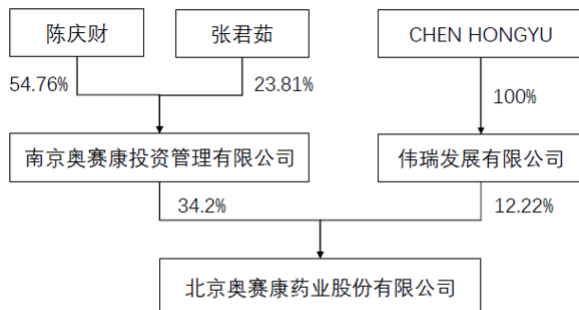 陈庆财
张君茹
CHEN HONGYU
54.76%
23.81%
100%
南京奥赛康投资管理有限公司
伟瑞发展有限公司
34.2%
12.22%
北京奥赛康药业股份有限公司